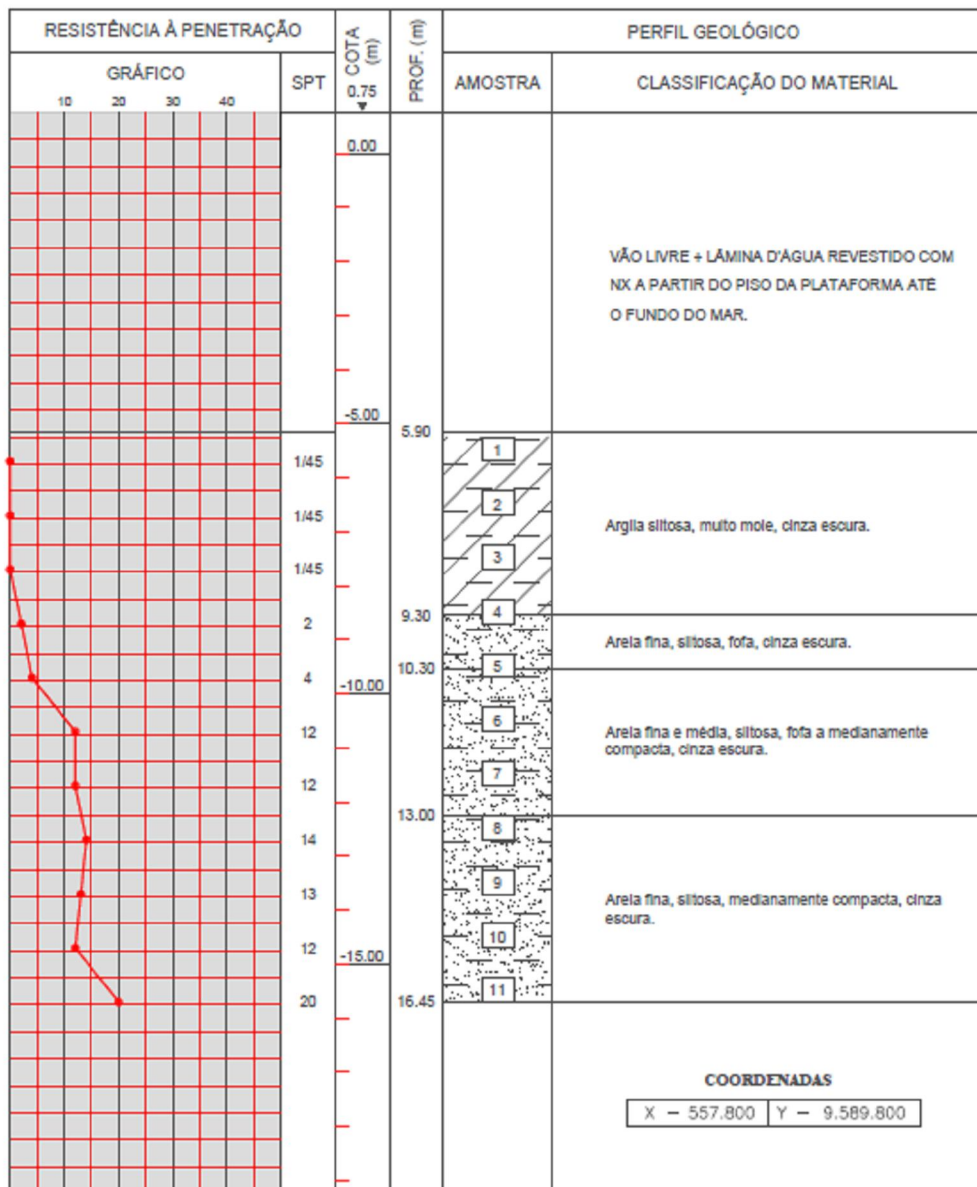 RESISTÊNCIA À PENETRAÇÃO
GRÁFICO
10 20 30 40
SPT
COTA (m)
0.75
PROF. (m)
PERFIL GEOLÓGICO
AMOSTRA
CLASSIFICAÇÃO DO MATERIAL
0.00
VÃO LIVRE + LÂMINA D'ÁGUA REVESTIDO COM
NX A PARTIR DO PISO DA PLATAFORMA ATÉ
O FUNDO DO MAR.
-5.00
5.90
1/45
1
1/45
2
Argila siltosa, muito mole, cinza escura.
1/45
3
2
9.30
4
Areia fina, siltosa, fofa, cinza escura.
4
10.30
5
-10.00
12
6
Areia fina e média, siltosa, fofa a medianamente
compacta, cinza escura.
12
7
13.00
14
8
13
9
Areia fina, siltosa, medianamente compacta, cinza
escura.
12
10
-15.00
20
16.45
11
COORDENADAS
X - 557.800 Y - 9.589.800